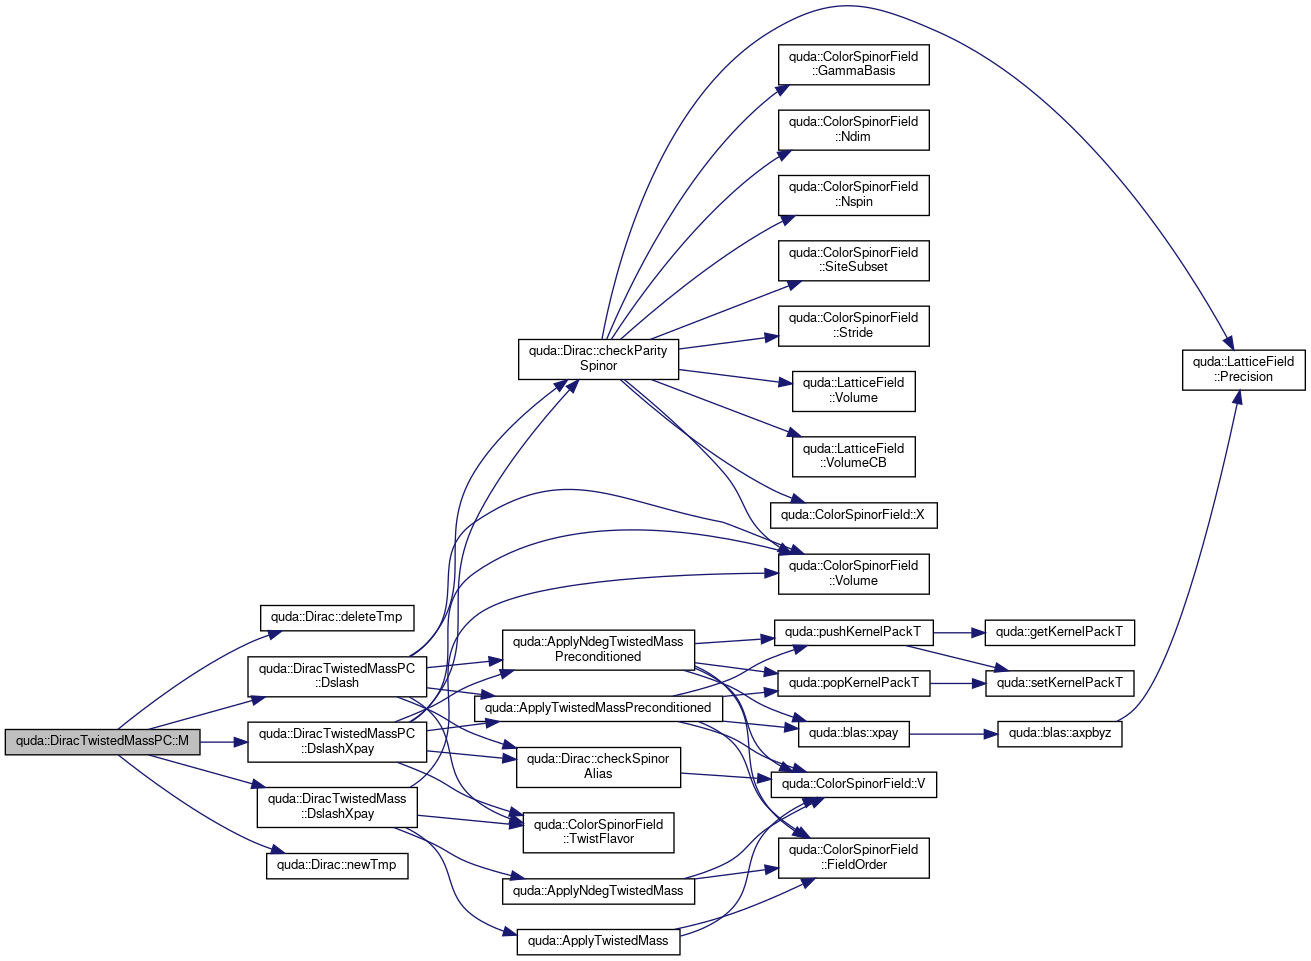 quda::DiracTwistedMassPC::M
quda::Dirac::deleteTmp
quda::DiracTwistedMassPC
::Dslash
quda::DiracTwistedMassPC
::DslashXpay
quda::DiracTwistedMass
::DslashXpay
quda::Dirac::newTmp
quda::Dirac::checkParity
Spinor
quda::ApplyNdegTwistedMass
Preconditioned
quda::ApplyTwistedMassPreconditioned
quda::Dirac::checkSpinor
Alias
quda::ColorSpinorField
::TwistFlavor
quda::ApplyNdegTwistedMass
quda::ApplyTwistedMass
quda::ColorSpinorField
::GammaBasis
quda::ColorSpinorField
::Ndim
quda::ColorSpinorField
::Nspin
quda::ColorSpinorField
::SiteSubset
quda::ColorSpinorField
::Stride
quda::LatticeField
::Volume
quda::LatticeField
::VolumeCB
quda::ColorSpinorField::X
quda::ColorSpinorField
::Volume
quda::pushKernelPackT
quda::popKernelPackT
quda::blas::xpay
quda::ColorSpinorField::V
quda::ColorSpinorField
::FieldOrder
quda::getKernelPackT
quda::setKernelPackT
quda::blas::axpbyz
quda::LatticeField
::Precision